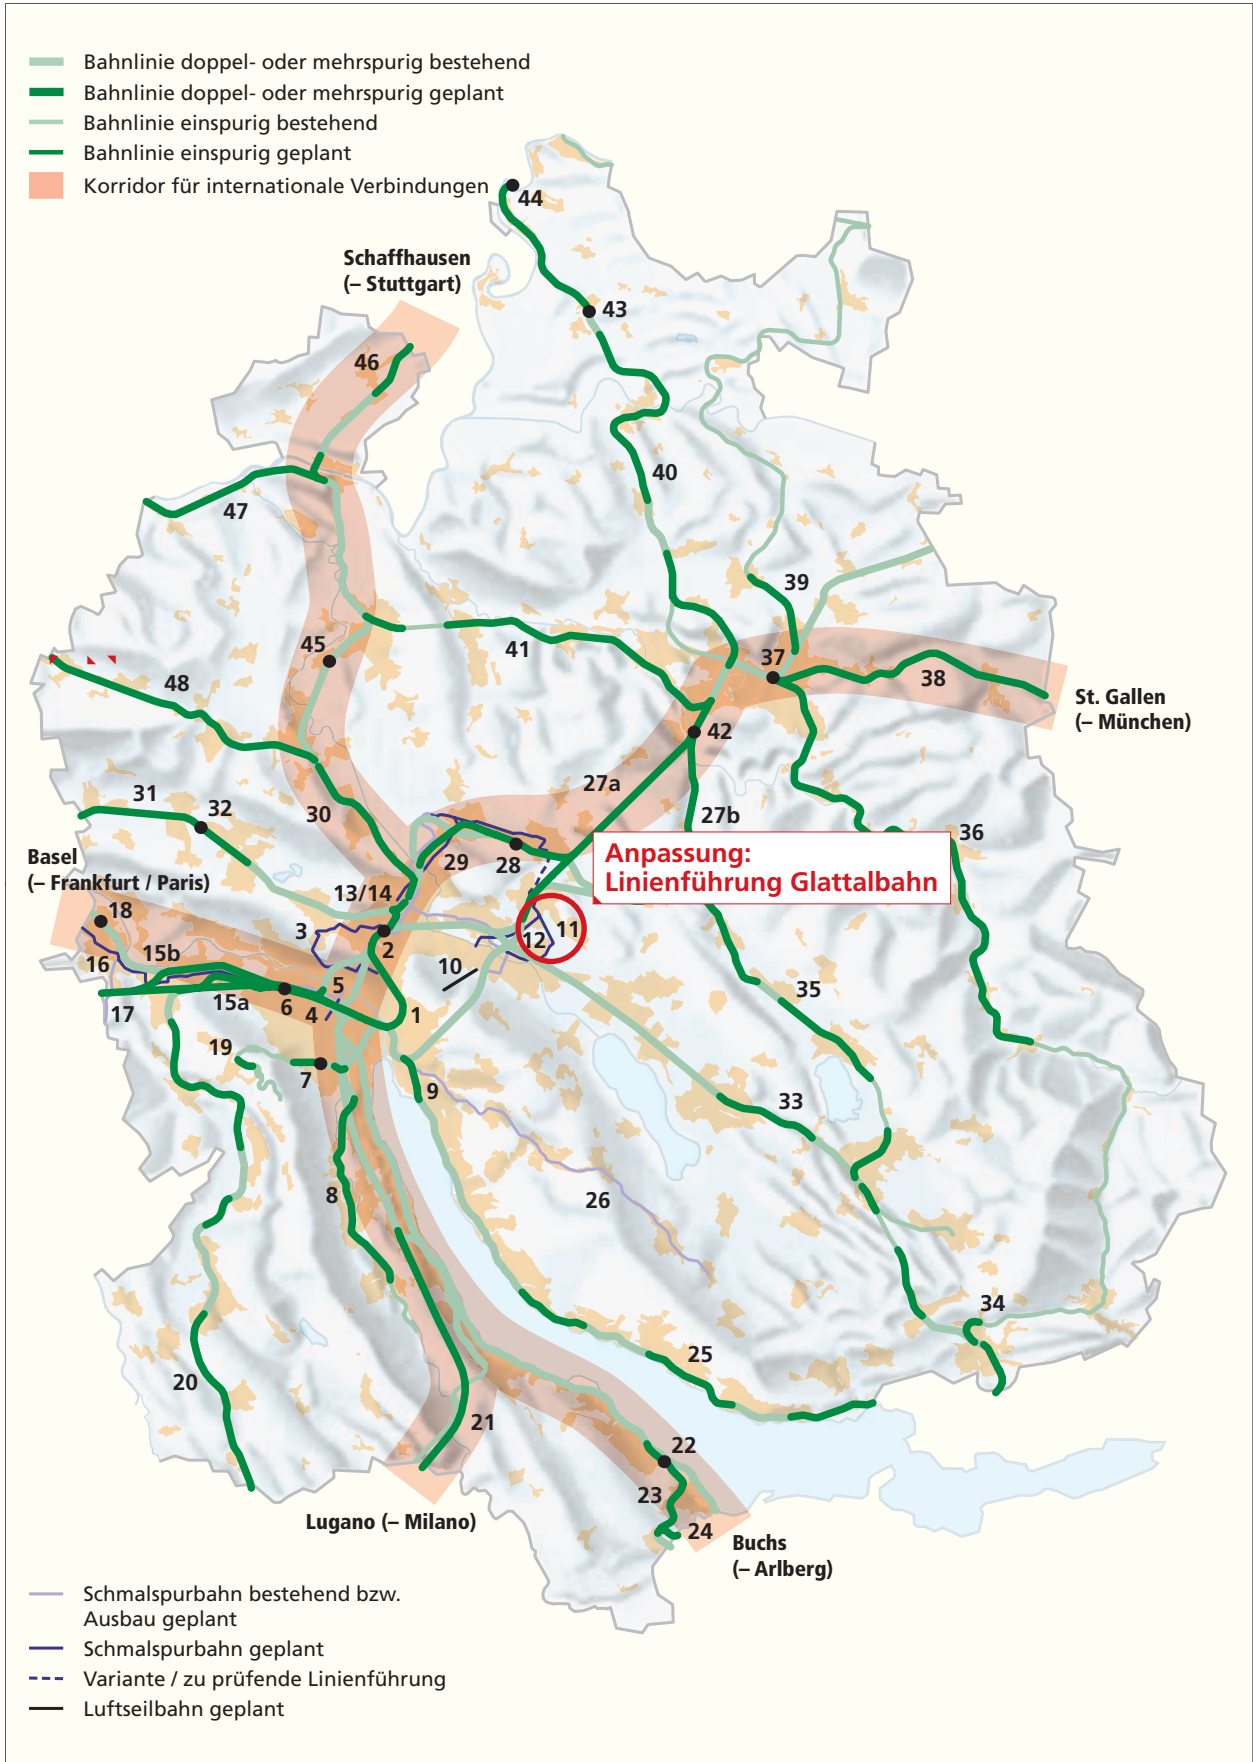 Bahnlinie doppel- oder mehrspurig bestehend
Bahnlinie doppel- oder mehrspurig geplant
Bahnlinie einspurig bestehend
Bahnlinie einspurig geplant
Korridor für internationale Verbindungen
44
Schaffhausen
(– Stuttgart)
43
46
40
47
39
41
45
37
38
48
St. Gallen
(– München)
42
27a
31
32
30
27b
36
Anpassung:
Linienführung Glattalbahn
29
28
Basel
(– Frankfurt / Paris)
13/14
18
3
2
12
11
15b
16
10
5
15a
6
4
1
17
35
19
7
9
33
8
26
34
25
20
21
22
23
24
Lugano (– Milano)
Buchs
(– Arlberg)
Schmalspurbahn bestehend bzw.
Ausbau geplant
Schmalspurbahn geplant
Variante / zu prüfende Linienführung
Luftseilbahn geplant